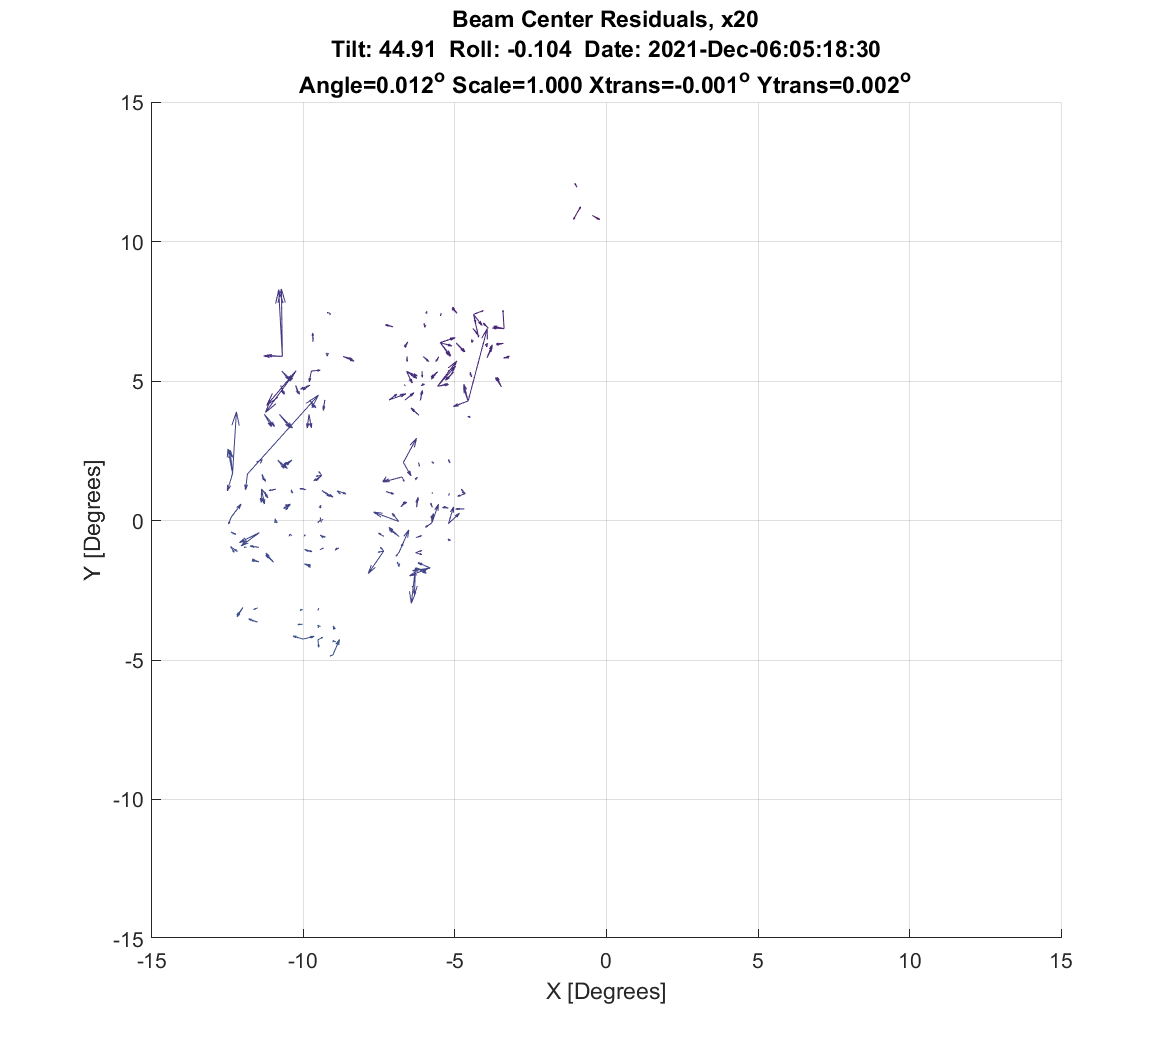 Beam Center Residuals, x20
Tilt: 44.91 Roll: -0.104 Date: 2021-Dec-06:05:18:30
Angle=0.012° Scale=1.000 Xtrans=-0.001° Ytrans=0.002°
15
10
5
0
-5
-10
-15
Y [Degrees]
-15 -10 -5 0 5 10 15
X [Degrees]